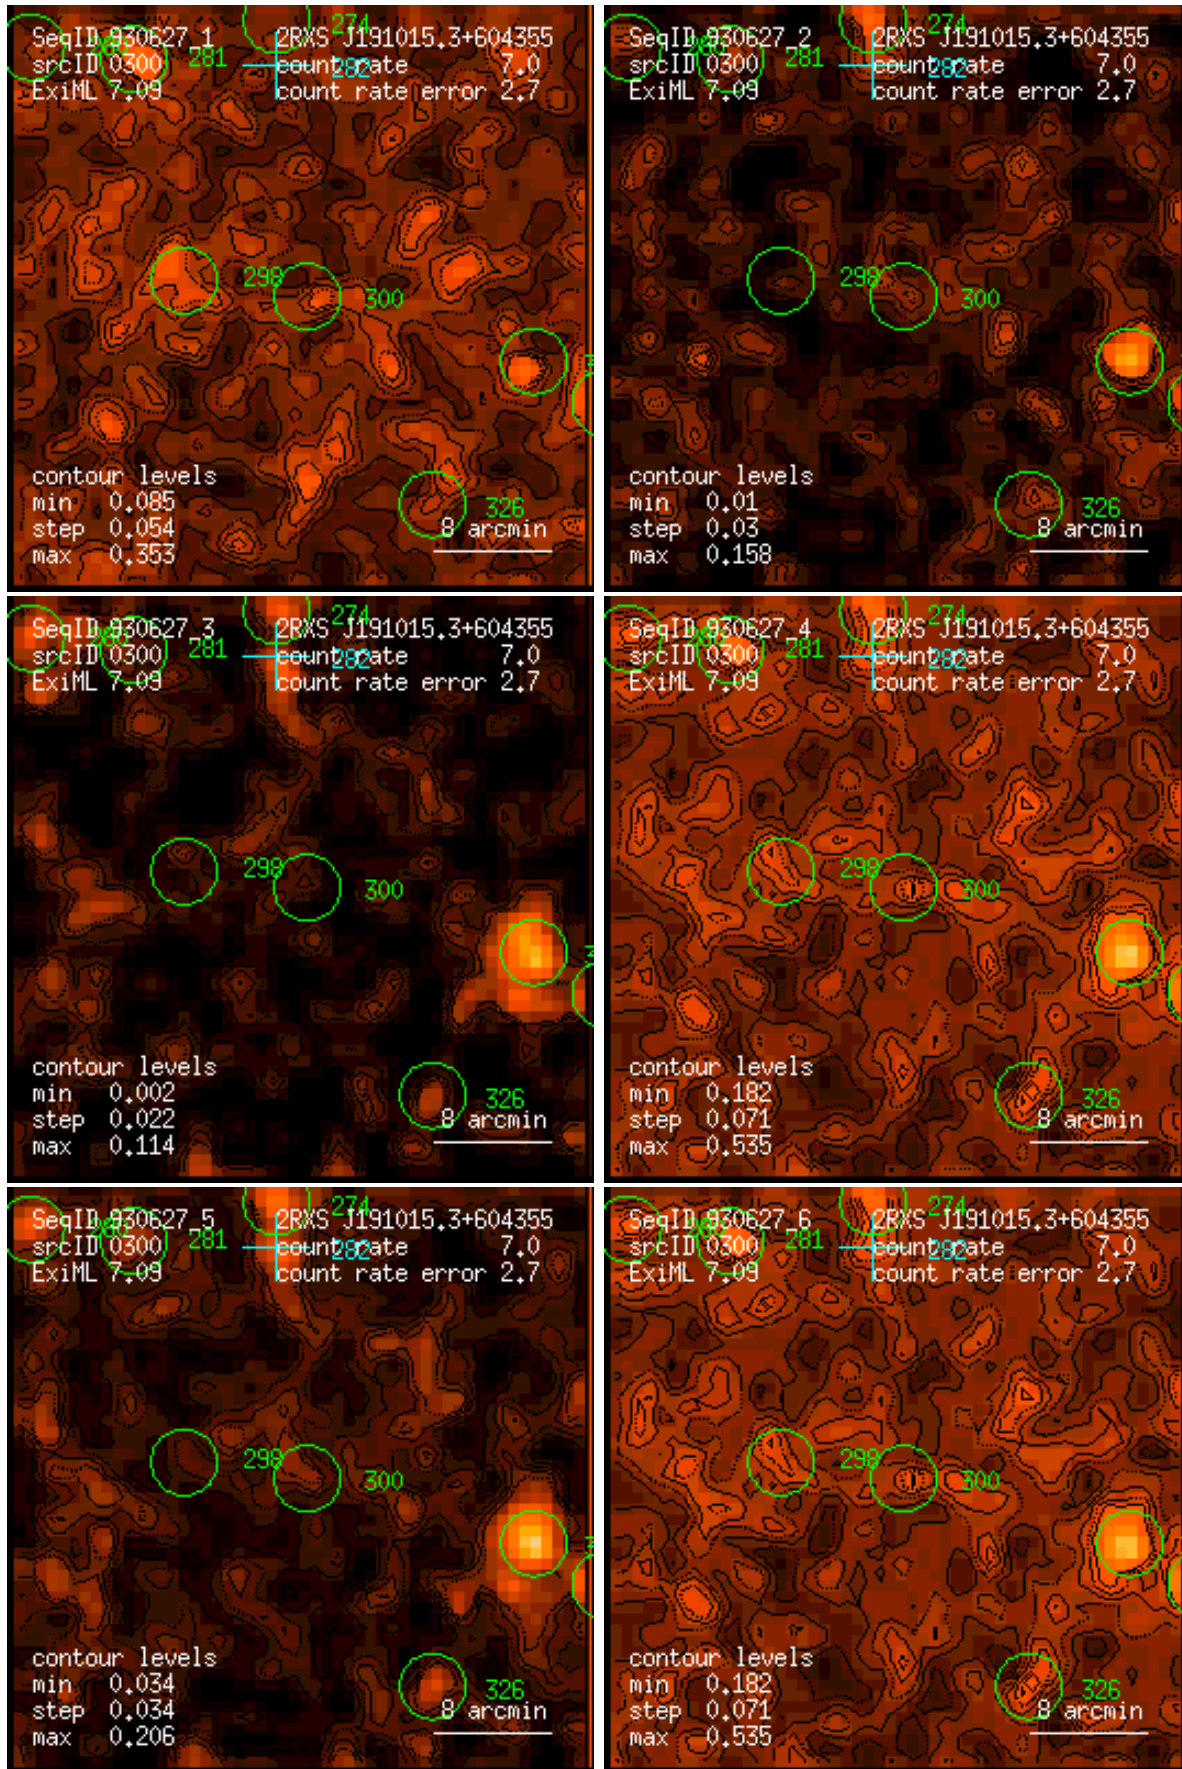 274
SeqID 930627_1 2RXS J191015.3+604355
srcID 0300 281 count rate 7.0
282
ExiML 7.09 count rate error 2.7
298
300
contour levels
min 0.085
step 0.054
max 0.353
326
8 arcmin
274
SeqID 930627_2 2RXS J191015.3+604355
srcID 0300 281 count rate 7.0
282
ExiML 7.09 count rate error 2.7
298
300
contour levels
min 0.01
step 0.03
max 0.158
326
8 arcmin
274
SeqID 930627_3 2RXS J191015.3+604355
srcID 0300 281 count rate 7.0
282
ExiML 7.09 count rate error 2.7
298
300
contour levels
min 0.002
step 0.022
max 0.114
326
8 arcmin
274
SeqID 930627_4 2RXS J191015.3+604355
srcID 0300 281 count rate 7.0
282
ExiML 7.09 count rate error 2.7
298
300
contour levels
min 0.182
step 0.071
max 0.535
326
8 arcmin
274
SeqID 930627_5 2RXS J191015.3+604355
srcID 0300 281 count rate 7.0
282
ExiML 7.09 count rate error 2.7
298
300
contour levels
min 0.034
step 0.034
max 0.206
326
8 arcmin
274
SeqID 930627_6 2RXS J191015.3+604355
srcID 0300 281 count rate 7.0
282
ExiML 7.09 count rate error 2.7
298
300
contour levels
min 0.182
step 0.071
max 0.535
326
8 arcmin